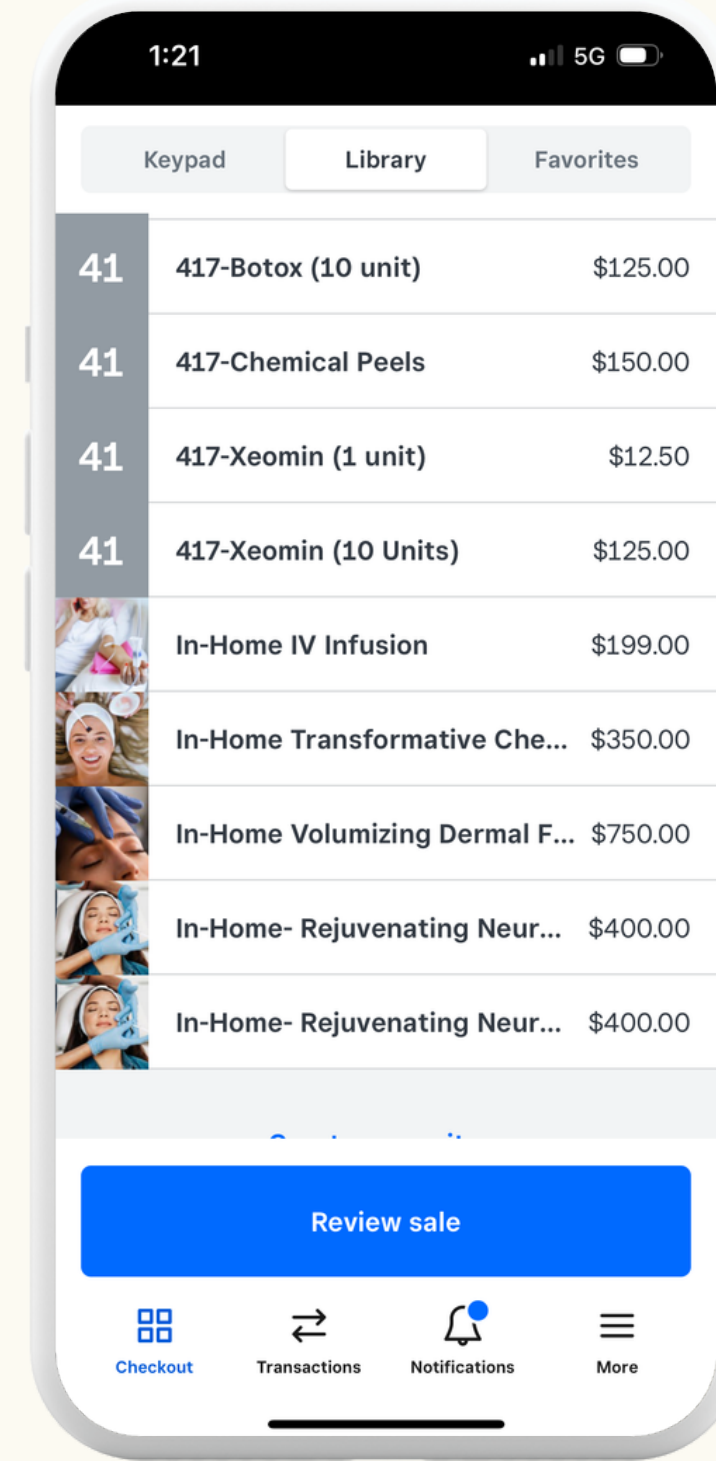 1:21 5G
Keypad Library Favorites
41 417-Botox (10 unit) $125.00
41 417-Chemical Peels $150.00
41 417-Xeomin (1 unit) $12.50
41 417-Xeomin (10 Units) $125.00
In-Home IV Infusion $199.00
In-Home Transformative Che... $350.00
In-Home Volumizing Dermal F... $750.00
In-Home- Rejuvenating Neur... $400.00
In-Home- Rejuvenating Neur... $400.00
Review sale
Checkout Transactions Notifications More